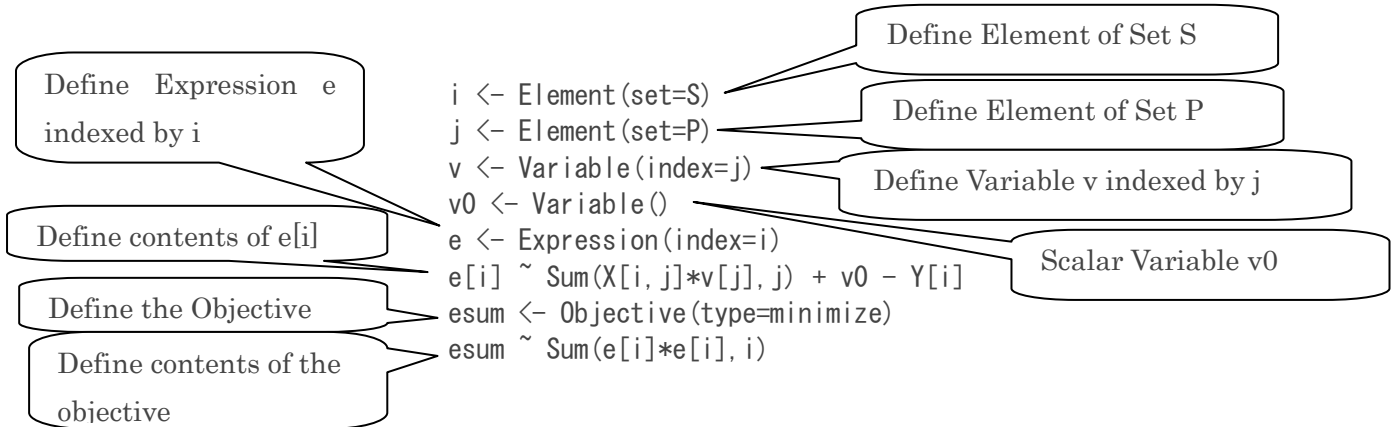 Define Element of Set S
Define Expression e
indexed by i
i <- Element(set=S)
Define Element of Set P
j <- Element(set=P)
v <- Variable(index=j)
Define Variable v indexed by j
v0 <- Variable()
Define contents of e[i]
e <- Expression(index=i)
Scalar Variable v0
e[i] ~ Sum(X[i,j]*v[j],j) + v0 - Y[i]
Define the Objective
esum <- Objective(type=minimize)
esum ~ Sum(e[i]*e[i],i)
Define contents of the
objective